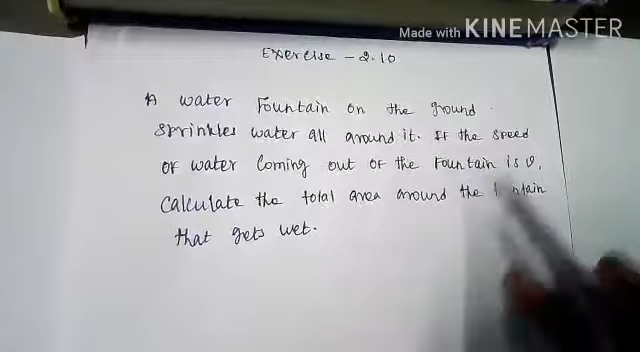 Made with KINEMASTER
Exercise - 2.10
A water Fountain on the ground.
sprinkles water all around it. If the speed
of water coming out of the Fountain is v,
calculate the total area around the
that gets wet.